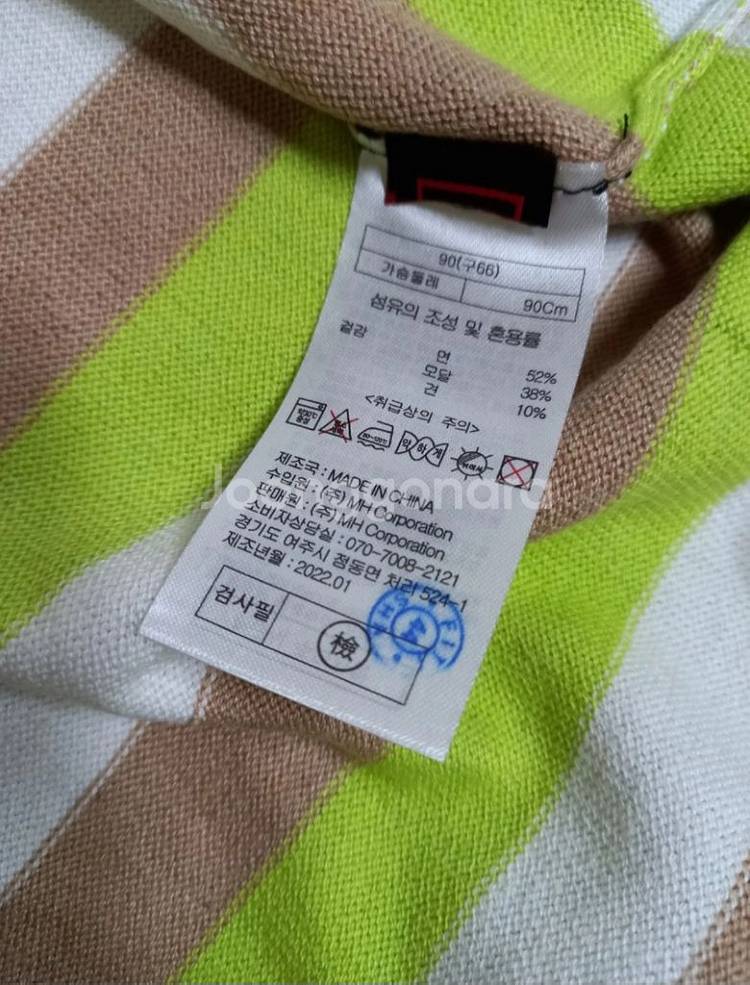 90(구66)
가슴둘레 90Cm
섬유의 조성 및 혼용률
겉감 면 52%
모달 38%
견 10%
<취급상의 주의>
약하게
제조국 : MADE IN CHINA
수입원 : (주) MH Corporation
판매원 : (주) MH Corporation
소비자상담실 : 070-7008-2121
경기도 여주시 점동면 처리 524-1
제조년월 : 2022.01
검사필
檢
Joonggonara